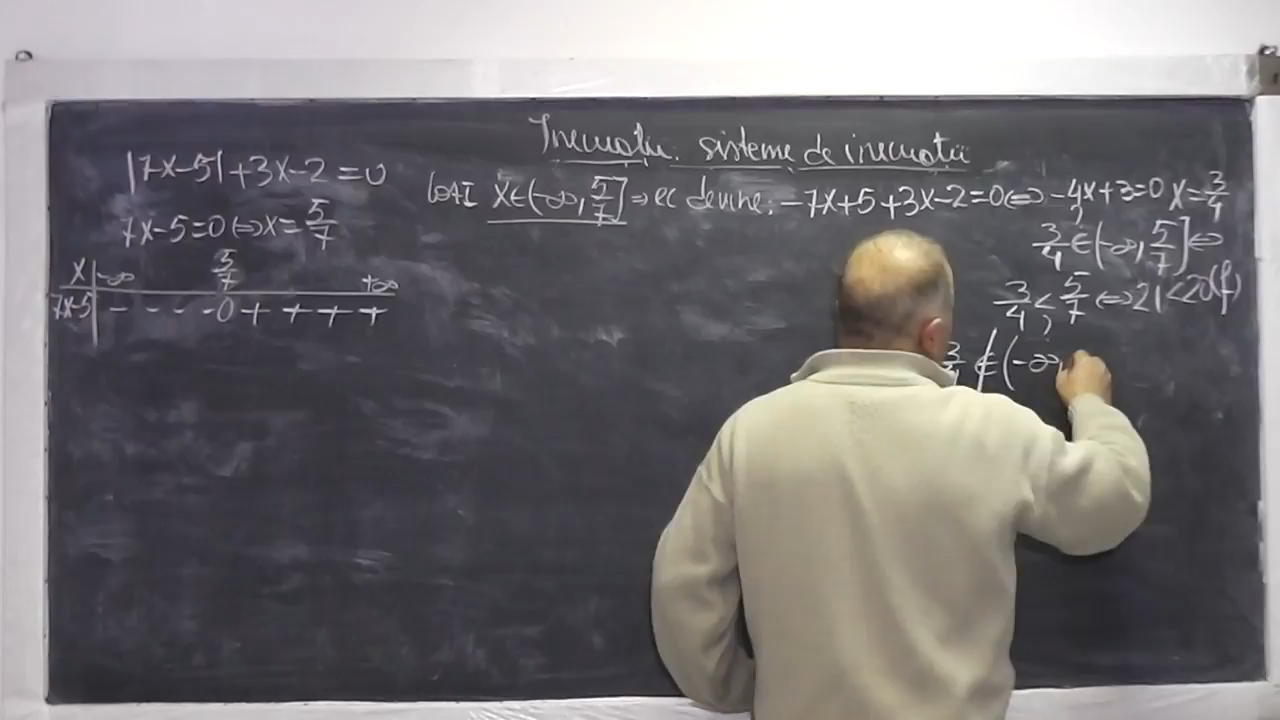 Inecuații. sisteme de inecuații
|7x-5|+3x-2=0
7x-5=0⇔x=5/7
x | -∞ 5/7 +∞
7x-5 | - - - - -0+ + + +
x∈(-∞, 5/7] ⇒ ec devine: -7x+5+3x-2=0⇔-4x+3=0 x=3/4
3/4 ∈(-∞, 5/7]⇔
?
3/4 < 5/7 ⇔21<20(f)
?
3/4 ∉(-∞,